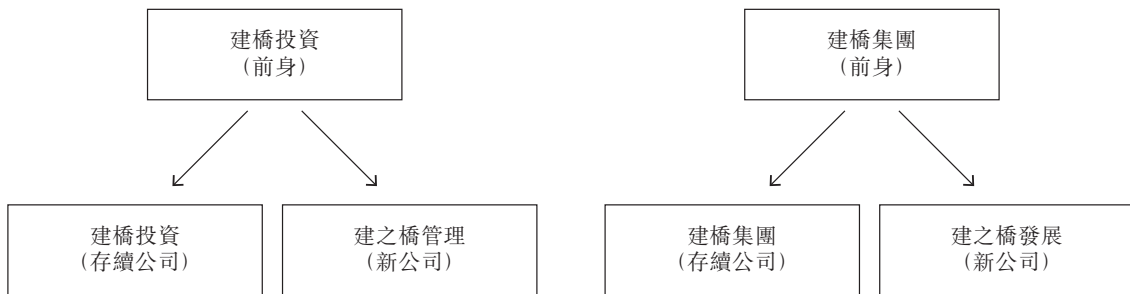 建橋投資
(前身)
建橋集團
(前身)
建橋投資
(存續公司)
建之橋管理
(新公司)
建橋集團
(存續公司)
建之橋發展
(新公司)